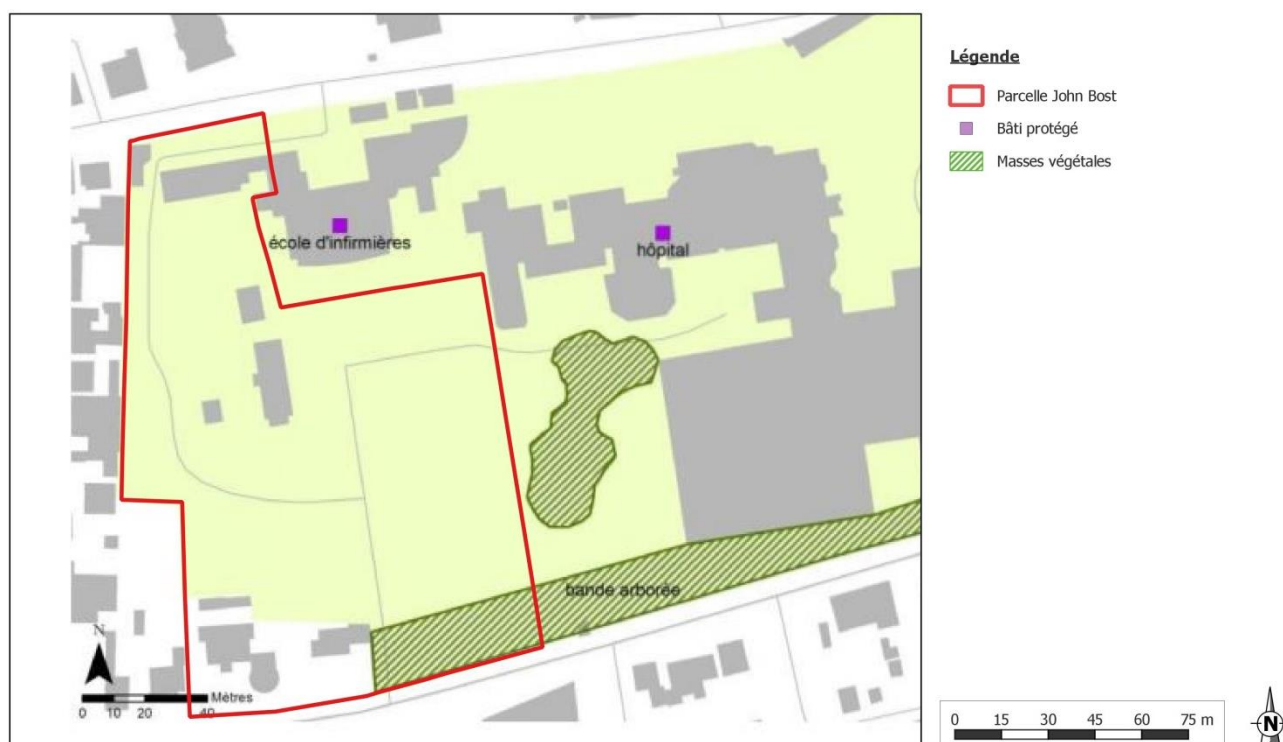 école d'infirmières
hôpital
bande arborée
N
Mètres
0 10 20 40
Légende
Parcelle John Bost
Bâti protégé
Masses végétales
0 15 30 45 60 75 m
N